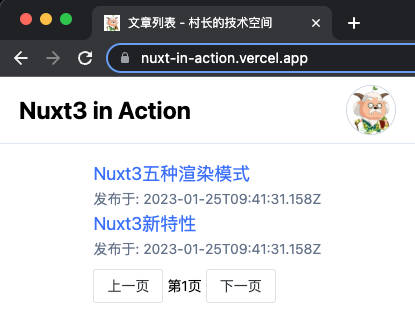 文章列表 - 村长的技术空间
nuxt-in-action.vercel.app
Nuxt3 in Action
Nuxt3五种渲染模式
发布于: 2023-01-25T09:41:31.158Z
Nuxt3新特性
发布于: 2023-01-25T09:41:31.158Z
上一页 第1页 下一页